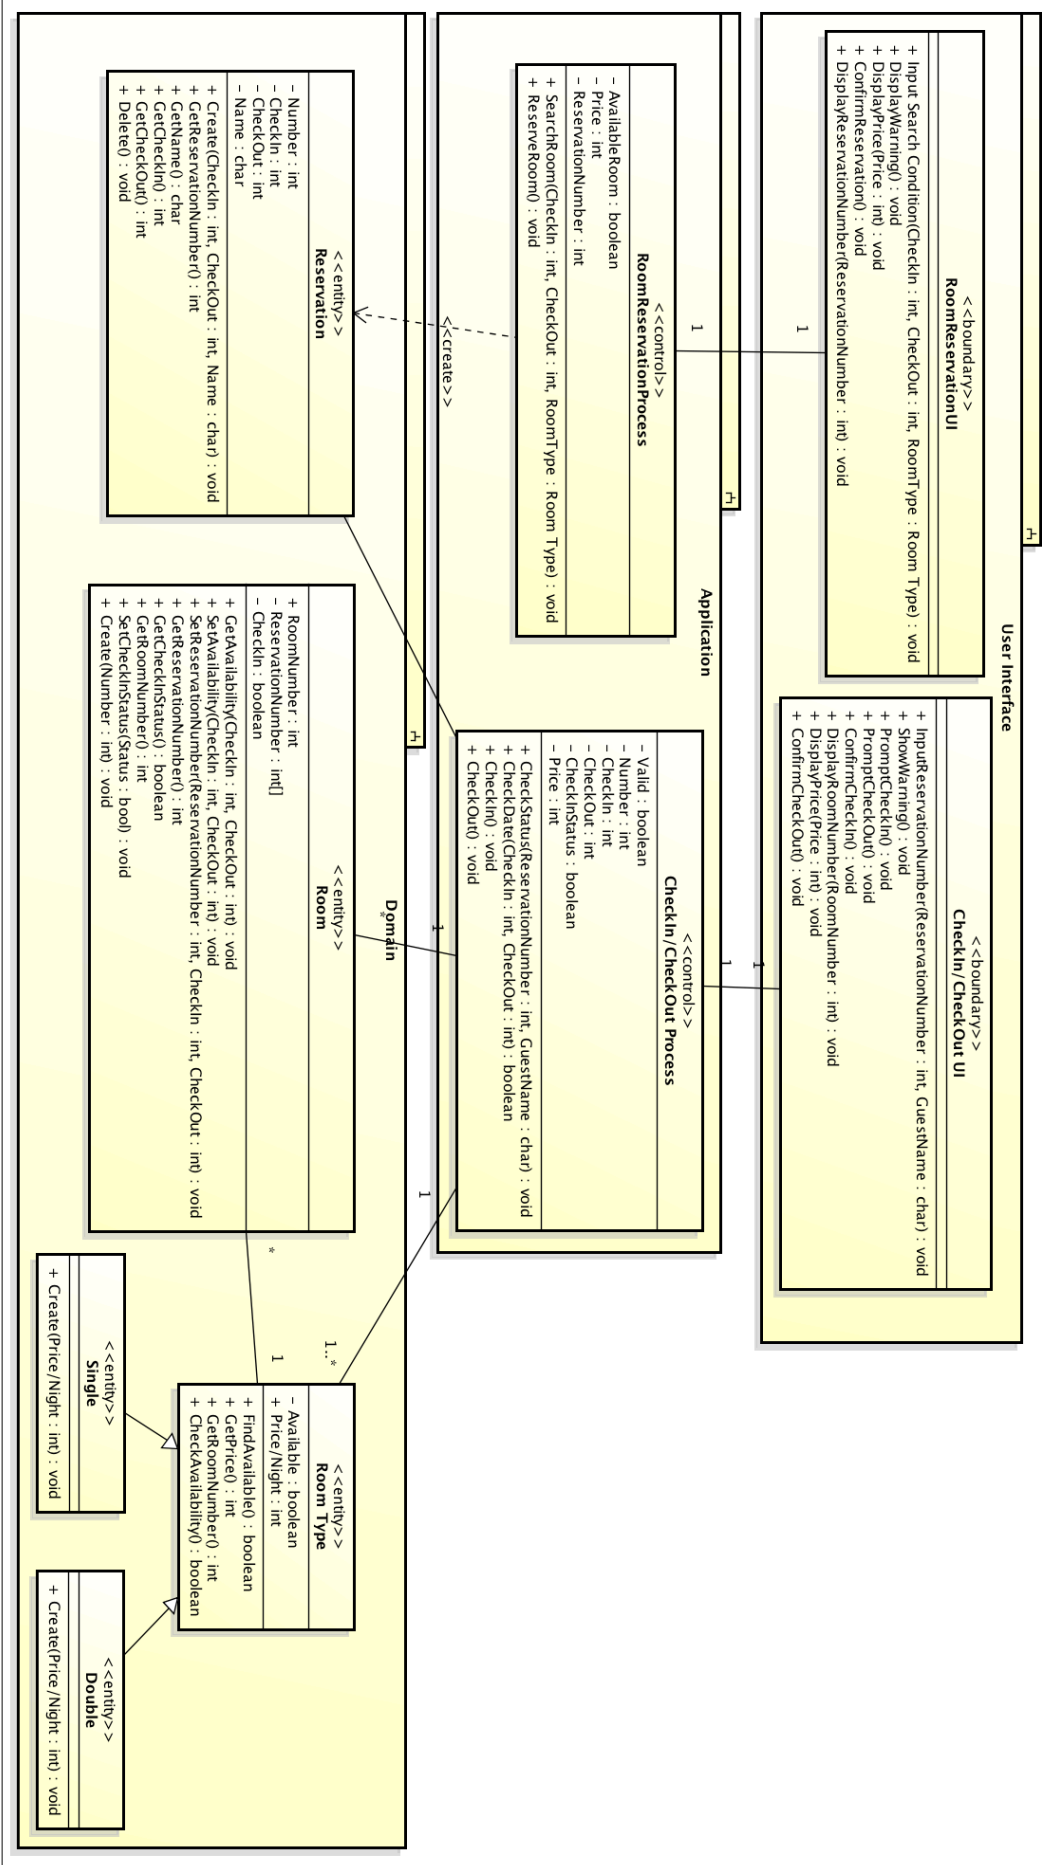 User Interface
<<boundary>>
RoomReservationUI
+ Input Search Condition(CheckIn : int, CheckOut : int, RoomType : Room Type) : void
+ DisplayWarning() : void
+ DisplayPrice(Price : int) : void
+ ConfirmReservation() : void
+ DisplayReservationNumber(ReservationNumber : int) : void
<<boundary>>
CheckIn/CheckOut UI
+ InputReservationNumber(ReservationNumber : int, GuestName : char) : void
+ ShowWarning() : void
+ PromptCheckIn() : void
+ PromptCheckOut() : void
+ ConfirmCheckIn() : void
+ DisplayRoomNumber(RoomNumber : int) : void
+ DisplayPrice(Price : int) : void
+ ConfirmCheckOut() : void
1
1
1
1
Application
<<control>>
RoomReservationProcess
- AvailableRoom : boolean
- Price : int
- ReservationNumber : int
+ SearchRoom(CheckIn : int, CheckOut : int, RoomType : Room Type) : void
+ ReserveRoom() : void
<<control>>
CheckIn/CheckOut Process
- Valid : boolean
- Number : int
- CheckIn : int
- CheckOut : int
- CheckInStatus : boolean
- Price : int
+ CheckStatus(ReservationNumber : int, GuestName : char) : void
+ CheckDate(CheckIn : int, CheckOut : int) : boolean
+ CheckIn() : void
+ CheckOut() : void
<<create>>
1
1
Domain
*
<<entity>>
Reservation
- Number : int
- CheckIn : int
- CheckOut : int
- Name : char
+ Create(CheckIn : int, CheckOut : int, Name : char) : void
+ GetReservationNumber() : int
+ GetName() : char
+ GetCheckIn() : int
+ GetCheckOut() : int
+ Delete() : void
<<entity>>
Room
+ RoomNumber : int
- ReservationNumber : int[]
- CheckIn : boolean
+ GetAvailability(CheckIn : int, CheckOut : int) : void
+ SetAvailability(CheckIn : int, CheckOut : int) : void
+ SetReservationNumber(ReservationNumber : int, CheckIn : int, CheckOut : int) : void
+ GetReservationNumber() : int
+ GetCheckInStatus() : boolean
+ GetRoomNumber() : int
+ SetCheckInStatus(Status : bool) : void
+ Create(Number : int) : void
*
1
1..*
<<entity>>
Room Type
- Available : boolean
+ Price/Night : int
+ FindAvailable() : boolean
+ GetPrice() : int
+ GetRoomNumber() : int
+ CheckAvailability() : boolean
<<entity>>
Single
+ Create(Price/Night : int) : void
<<entity>>
Double
+ Create(Price/Night : int) : void